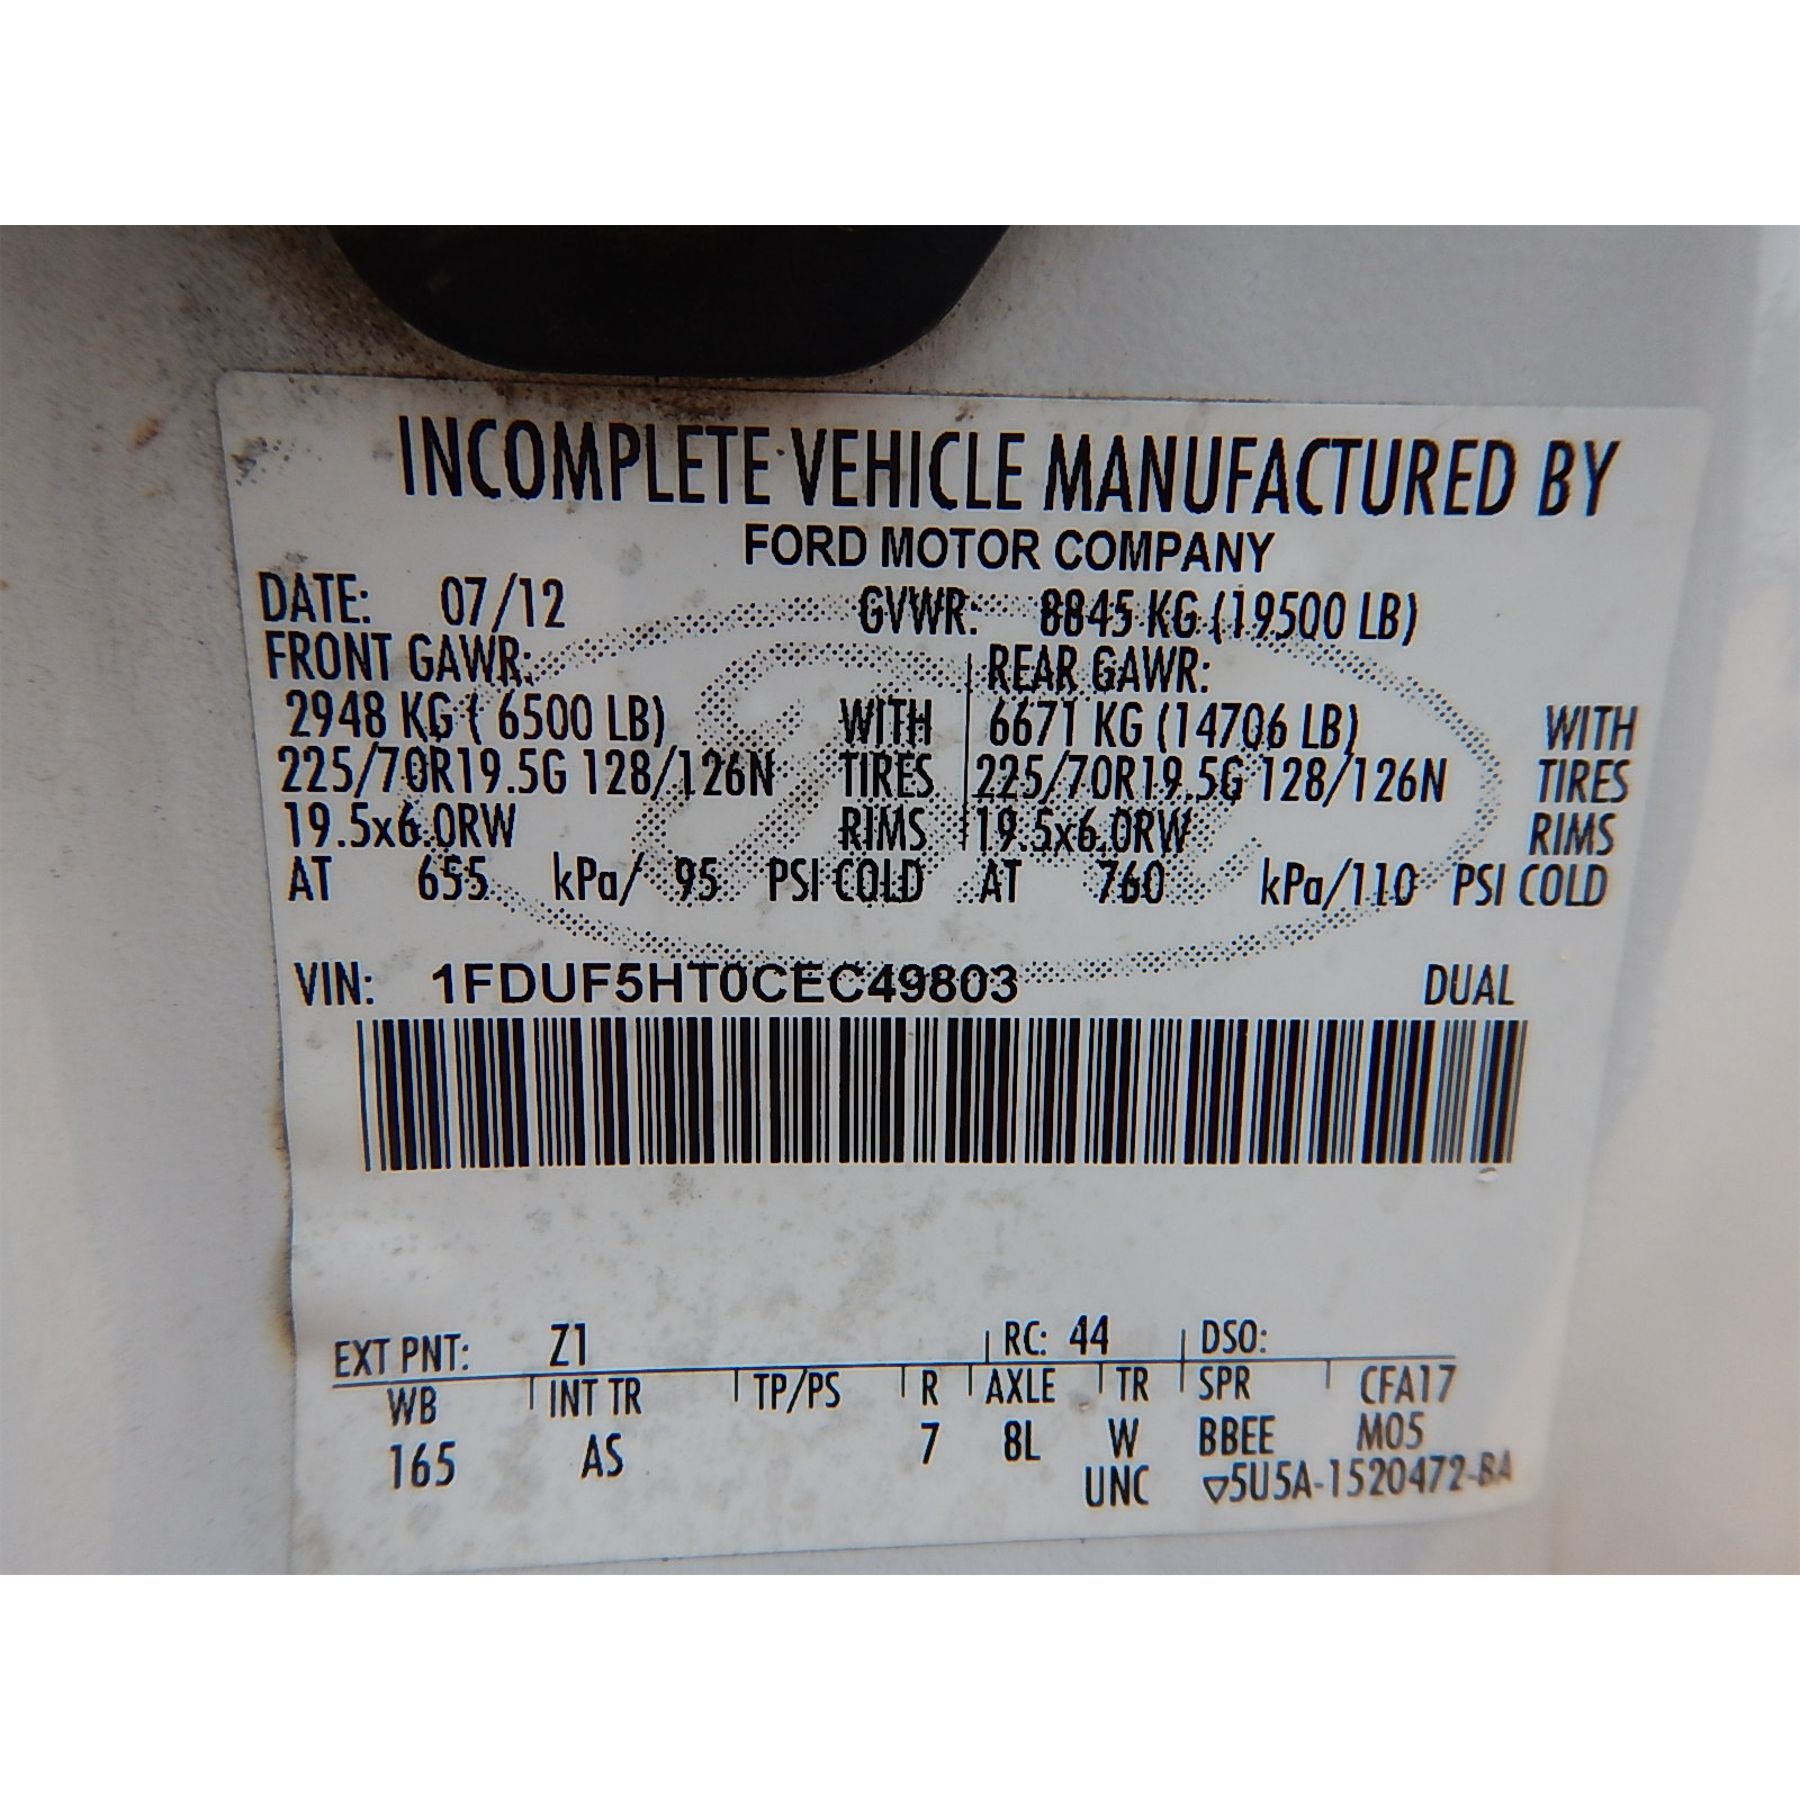 INCOMPLETE VEHICLE MANUFACTURED BY
FORD MOTOR COMPANY
DATE: 07/12 GVWR: 8845 KG (19500 LB)
FRONT GAWR: REAR GAWR:
2948 KG ( 6500 LB) WITH 6671 KG (14706 LB) WITH
225/70R19.5G 128/126N TIRES 225/70R19.5G 128/126N TIRES
19.5x6.0RW RIMS 19.5x6.0RW RIMS
AT 655 kPa/ 95 PSI COLD AT 760 kPa/110 PSI COLD
VIN: 1FDUF5HT0CEC49803 DUAL
EXT PNT: Z1 RC: 44 DSO:
WB INT TR TP/PS R AXLE TR SPR CFA17
165 AS 7 8L W BBEE M05
UNC ▽5U5A-1520472-BA